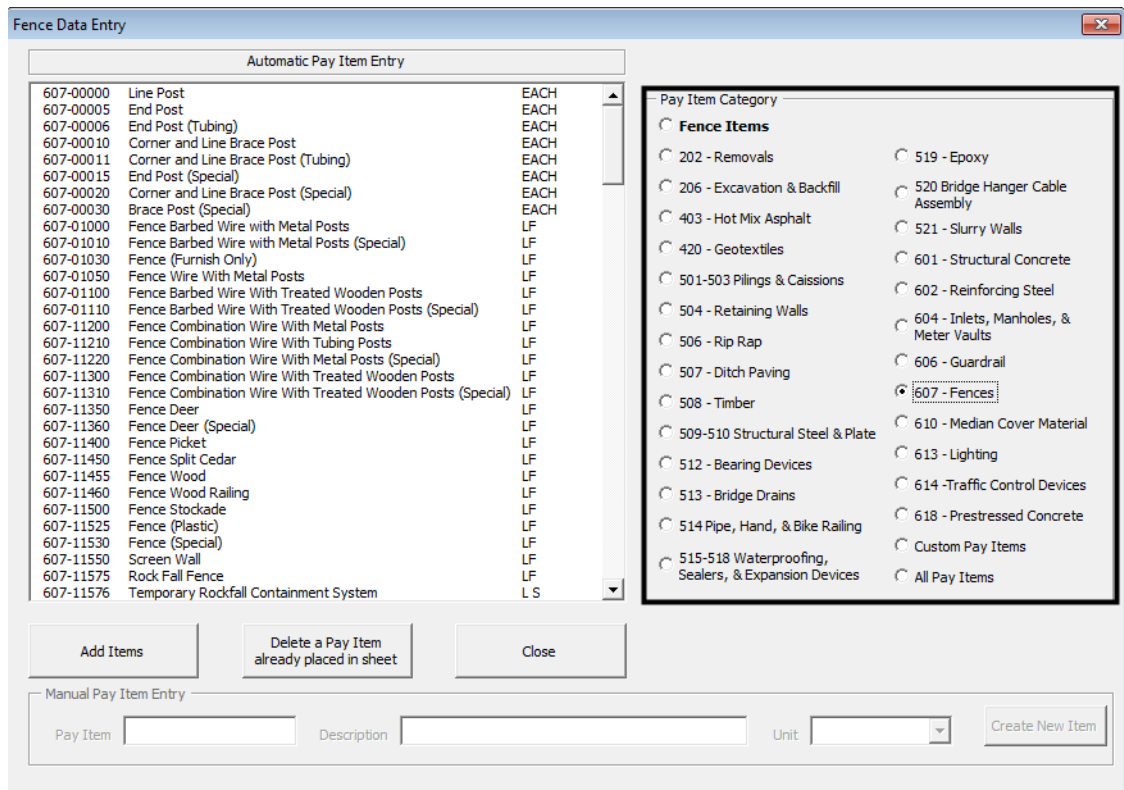 Fence Data Entry
Automatic Pay Item Entry
607-00000 Line Post EACH
607-00005 End Post EACH
607-00006 End Post (Tubing) EACH
607-00010 Corner and Line Brace Post EACH
607-00011 Corner and Line Brace Post (Tubing) EACH
607-00015 End Post (Special) EACH
607-00020 Corner and Line Brace Post (Special) EACH
607-00030 Brace Post (Special) EACH
607-01000 Fence Barbed Wire with Metal Posts LF
607-01010 Fence Barbed Wire with Metal Posts (Special) LF
607-01030 Fence (Furnish Only) LF
607-01050 Fence Wire With Metal Posts LF
607-01100 Fence Barbed Wire With Treated Wooden Posts LF
607-01110 Fence Barbed Wire With Treated Wooden Posts (Special) LF
607-11200 Fence Combination Wire With Metal Posts LF
607-11210 Fence Combination Wire With Tubing Posts LF
607-11220 Fence Combination Wire With Metal Posts (Special) LF
607-11300 Fence Combination Wire With Treated Wooden Posts LF
607-11310 Fence Combination Wire With Treated Wooden Posts (Special) LF
607-11350 Fence Deer LF
607-11360 Fence Deer (Special) LF
607-11400 Fence Picket LF
607-11450 Fence Split Cedar LF
607-11455 Fence Wood LF
607-11460 Fence Wood Railing LF
607-11500 Fence Stockade LF
607-11525 Fence (Plastic) LF
607-11530 Fence (Special) LF
607-11550 Screen Wall LF
607-11575 Rock Fall Fence LF
607-11576 Temporary Rockfall Containment System L S
Pay Item Category
Fence Items
202 - Removals
206 - Excavation & Backfill
403 - Hot Mix Asphalt
420 - Geotextiles
501-503 Pilings & Caissions
504 - Retaining Walls
506 - Rip Rap
507 - Ditch Paving
508 - Timber
509-510 Structural Steel & Plate
512 - Bearing Devices
513 - Bridge Drains
514 Pipe, Hand, & Bike Railing
515-518 Waterproofing,
Sealers, & Expansion Devices
519 - Epoxy
520 Bridge Hanger Cable
Assembly
521 - Slurry Walls
601 - Structural Concrete
602 - Reinforcing Steel
604 - Inlets, Manholes, &
Meter Vaults
606 - Guardrail
607 - Fences
610 - Median Cover Material
613 - Lighting
614 -Traffic Control Devices
618 - Prestressed Concrete
Custom Pay Items
All Pay Items
Add Items
Delete a Pay Item
already placed in sheet
Close
Manual Pay Item Entry
Pay Item
Description
Unit
Create New Item